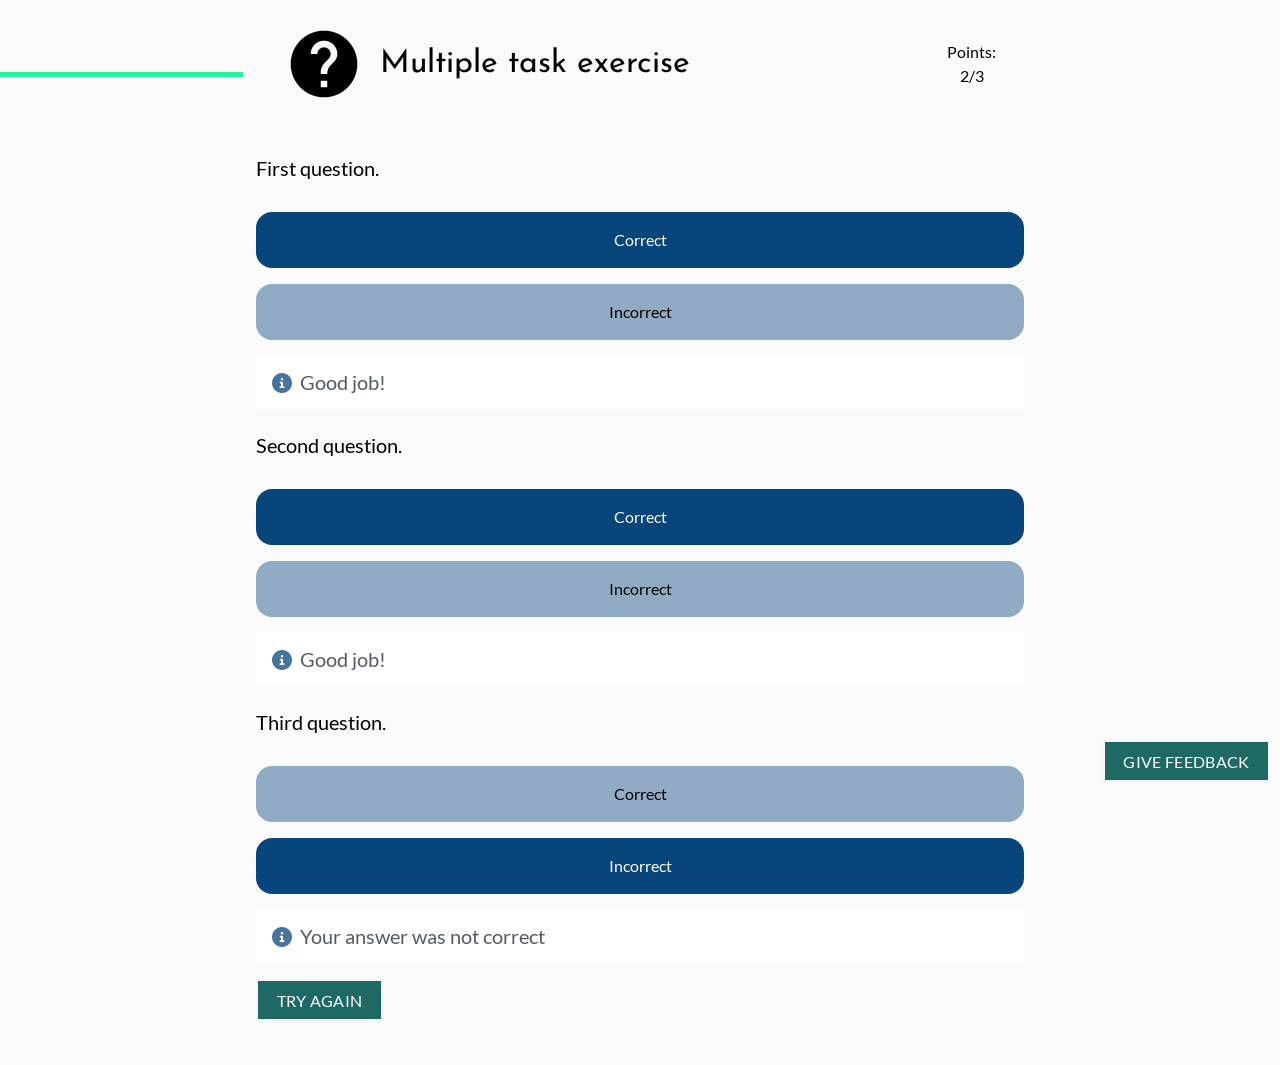 Multiple task exercise
Points:
2/3
First question.
Correct
Incorrect
Good job!
Second question.
Correct
Incorrect
Good job!
Third question.
GIVE FEEDBACK
Correct
Incorrect
Your answer was not correct
TRY AGAIN